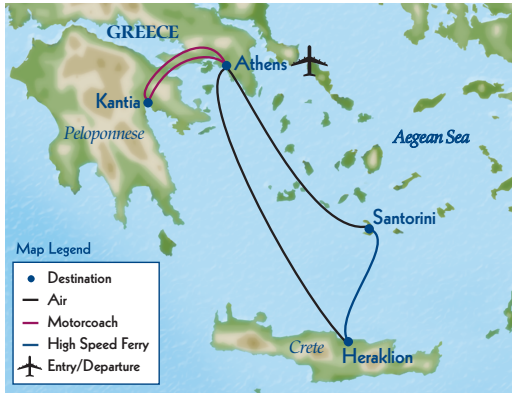 GREECE
Athens
Kantia
Peloponnese
Aegean Sea
Santorini
Map Legend
Destination
Air
Motorcoach
High Speed Ferry
Entry/Departure
Crete
Heraklion